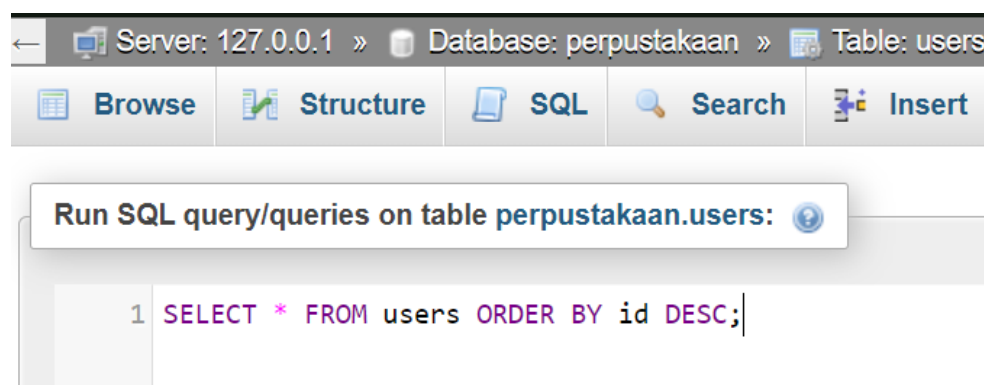 ← Server: 127.0.0.1 » Database: perpustakaan » Table: users
Browse Structure SQL Search Insert
Run SQL query/queries on table perpustakaan.users:
1 SELECT * FROM users ORDER BY id DESC;